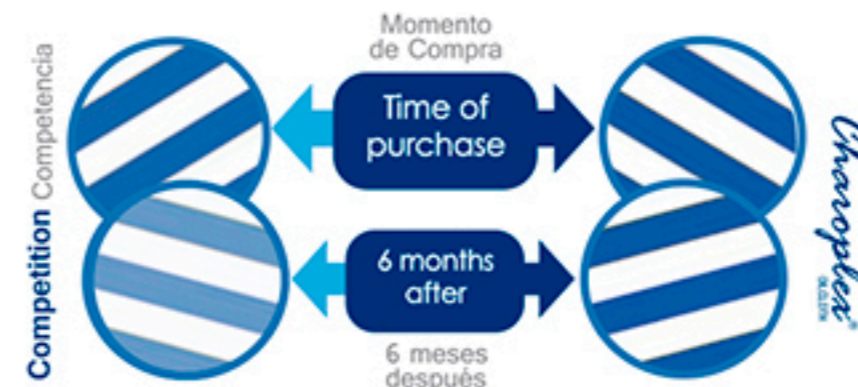 Momento
de Compra
Time of
purchase
Competition Competencia
Charoplex®
6 months
after
6 meses
después